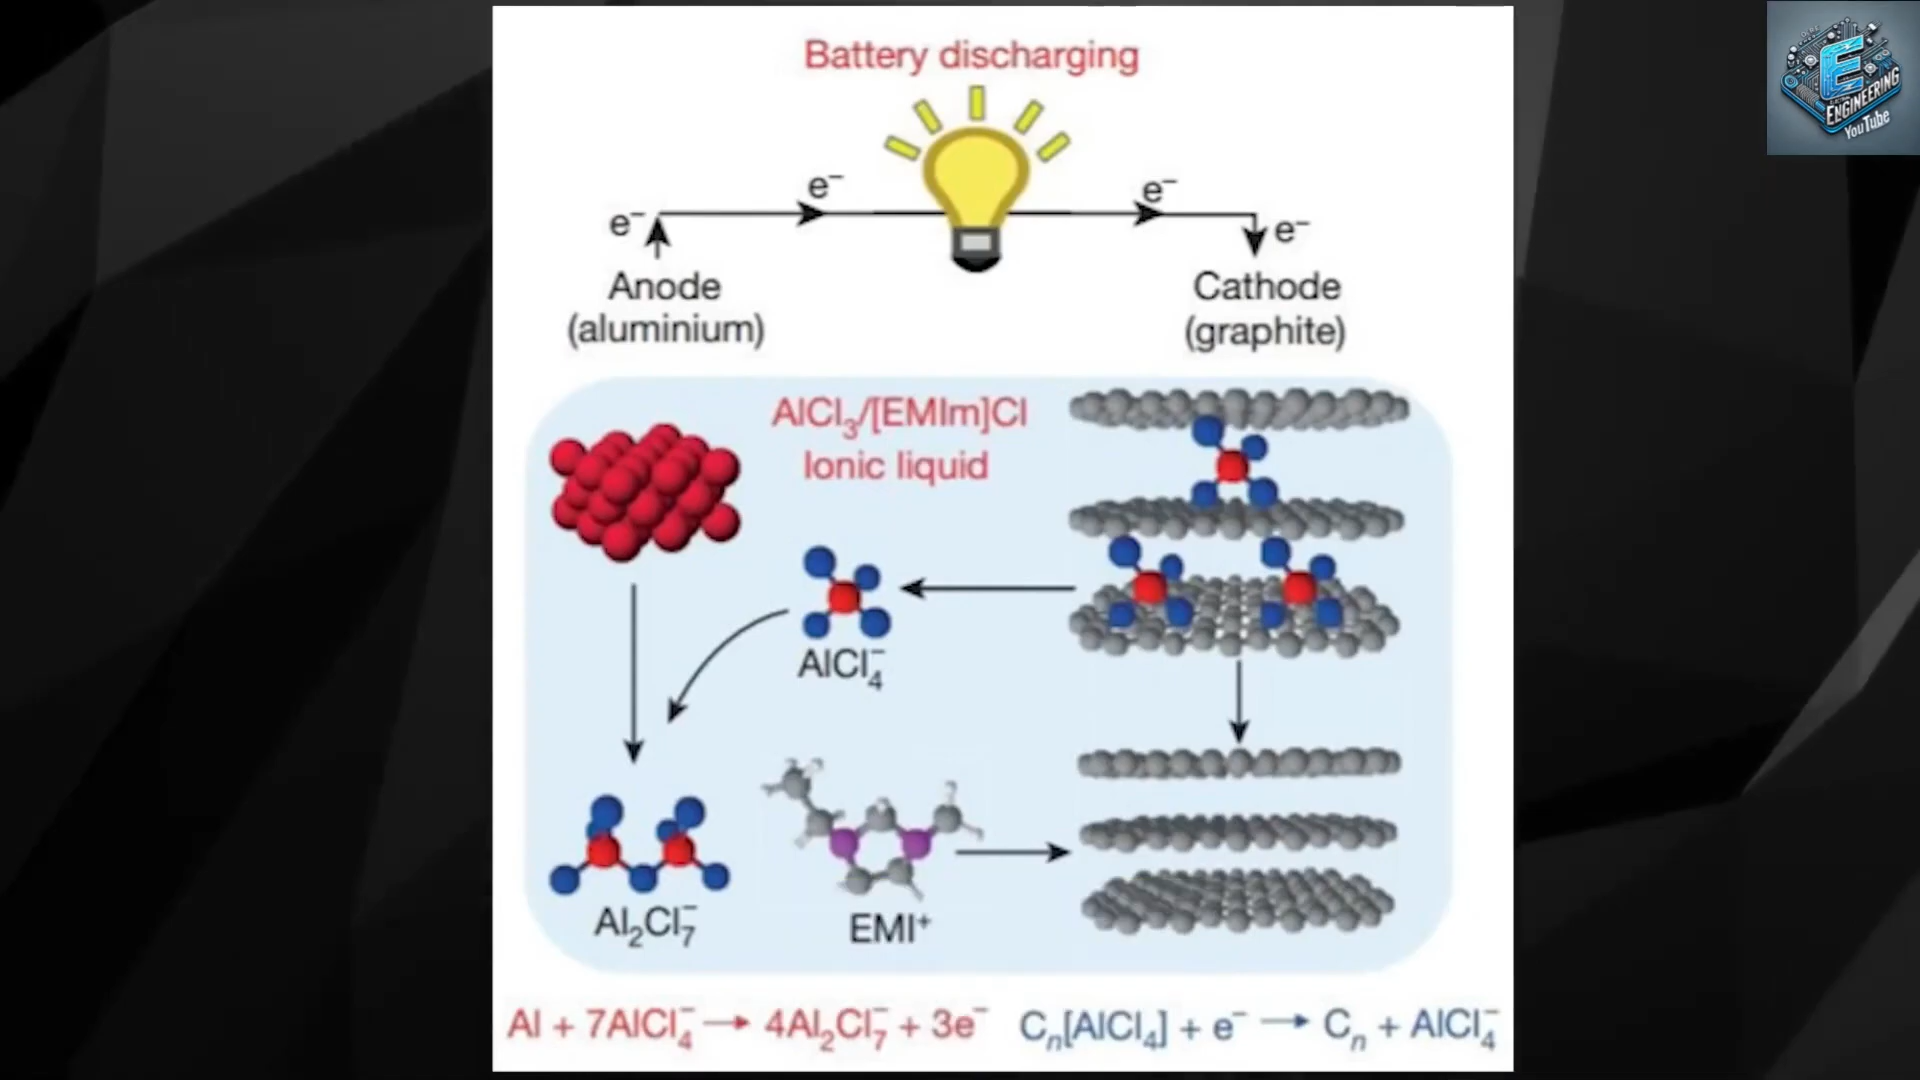 Battery discharging
e⁻
e⁻
e⁻
e⁻
Anode
(aluminium)
Cathode
(graphite)
AlCl₃/[EMIm]Cl
Ionic liquid
AlCl₄⁻
Al₂Cl₇⁻
EMI⁺
Al + 7AlCl₄⁻ → 4Al₂Cl₇⁻ + 3e⁻
Cₙ[AlCl₄] + e⁻ → Cₙ + AlCl₄⁻
E
ENGINEERING
YouTube